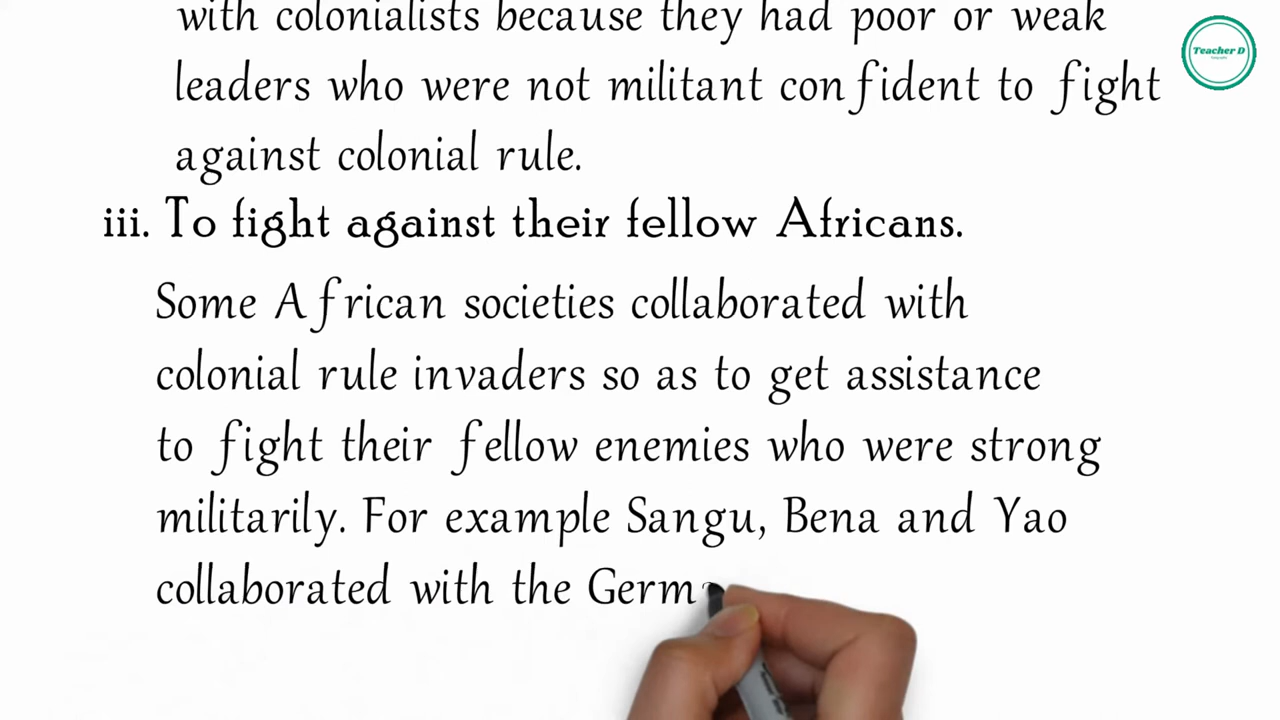 with colonialists because they had poor or weak
Teacher D
leaders who were not militant confident to fight
against colonial rule.
iii. To fight against their fellow Africans.
Some African societies collaborated with
colonial rule invaders so as to get assistance
to fight their fellow enemies who were strong
militarily. For example Sangu, Bena and Yao
collaborated with the Germ